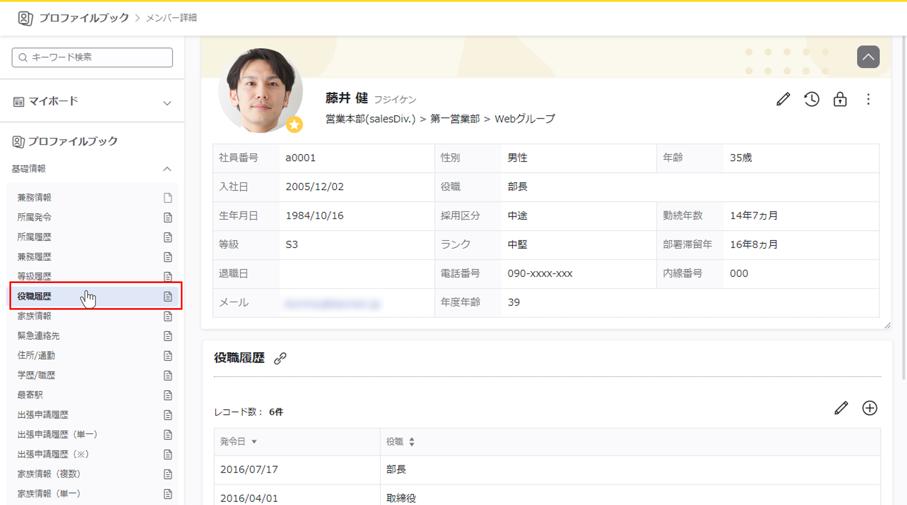 プロファイルブック > メンバー詳細
キーワード検索
マイボード
プロファイルブック
基礎情報
兼務情報
所属発令
所属履歴
兼務履歴
等級履歴
役職履歴
家族情報
緊急連絡先
住所/通勤
学歴/職歴
最寄駅
出張申請履歴
出張申請履歴（単一）
出張申請履歴（※）
家族情報（複数）
家族情報（単一）
藤井 健 フジイケン
営業本部(salesDiv.) > 第一営業部 > Webグループ
社員番号 a0001 性別 男性 年齢 35歳
入社日 2005/12/02 役職 部長
生年月日 1984/10/16 採用区分 中途 勤続年数 14年7ヵ月
等級 S3 ランク 中堅 部署滞留年 16年8ヵ月
退職日 電話番号 090-xxxx-xxx 内線番号 000
メール 年度年齢 39
役職履歴
レコード数： 6件
発令日 役職
2016/07/17 部長
2016/04/01 取締役